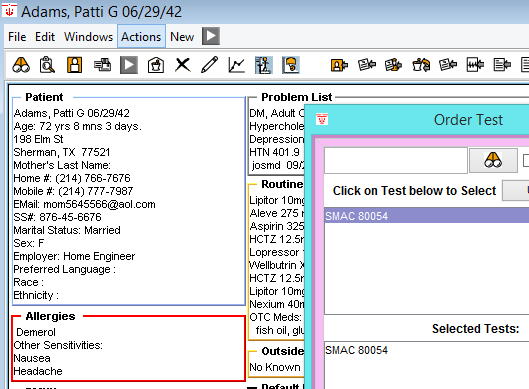 Adams, Patti G 06/29/42
File Edit Windows Actions New
Patient
Adams, Patti G 06/29/42
Age: 72 yrs 8 mns 3 days.
198 Elm St
Sherman, TX 77521
Mother's Last Name:
Home #: (214) 766-7676
Mobile #: (214) 777-7987
EMail: mom5645566@aol.com
SS#: 876-45-6676
Marital Status: Married
Sex: F
Employer: Home Engineer
Preferred Language :
Race :
Ethnicity :
Allergies
Demerol
Other Sensitivities:
Nausea
Headache
Problem List
DM, Adult O
Hyperchole
Depression
HTN 401.9
josmd 09/2
Routine
Lipitor 10mg
Aleve 275 m
Aspirin 325
HCTZ 12.5m
Lopressor
Wellbutrin X
HCTZ 12.5m
Lipitor 10mg
Nexium 40m
OTC Meds:
fish oil, glu
Outside
No Known
Default
Order Test
Click on Test below to Select
SMAC 80054
Selected Tests:
SMAC 80054